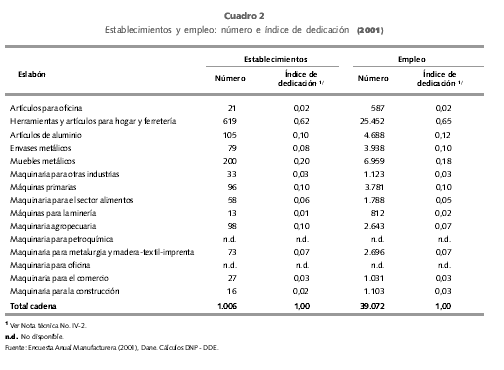 Cuadro 2
Establecimientos y empleo: número e índice de dedicación (2001)
Establecimientos Empleo
Eslabón Número Índice de dedicación 1/ Número Índice de dedicación 1/
Artículos para oficina 21 0,02 587 0,02
Herramientas y artículos para hogar y ferretería 619 0,62 25.452 0,65
Artículos de aluminio 105 0,10 4.688 0,12
Envases metálicos 79 0,08 3.938 0,10
Muebles metálicos 200 0,20 6.959 0,18
Maquinaria para otras industrias 33 0,03 1.123 0,03
Máquinas primarias 96 0,10 3.781 0,10
Maquinaria para el sector alimentos 58 0,06 1.788 0,05
Máquinas para la minería 13 0,01 812 0,02
Maquinaria agropecuaria 98 0,10 2.643 0,07
Maquinaria para petroquímica n.d. n.d. n.d. n.d.
Maquinaria para metalurgia y madera-textil-imprenta 73 0,07 2.696 0,07
Maquinaria para oficina n.d. n.d. n.d. n.d.
Maquinaria para el comercio 27 0,03 1.031 0,03
Maquinaria para la construcción 16 0,02 1.103 0,03
Total cadena 1.006 1,00 39.072 1,00
1 Ver Nota técnica No. IV-2.
n.d. No disponible.
Fuente: Encuesta Anual Manufacturera (2001), Dane. Cálculos DNP - DDE.